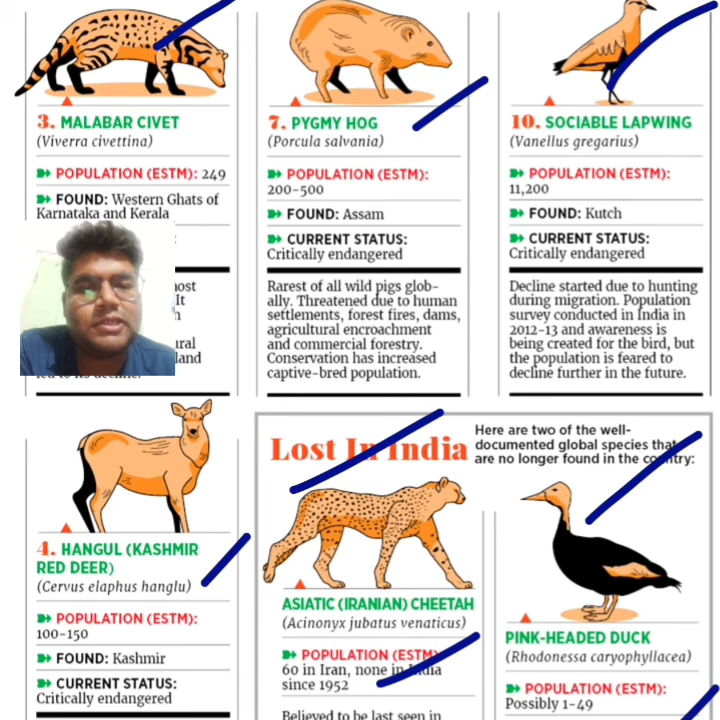 3. MALABAR CIVET
(Viverra civettina)
POPULATION (ESTM): 249
FOUND: Western Ghats of
Karnataka and Kerala
:
most
It
ural
land
led to its decline.
7. PYGMY HOG
(Porcula salvania)
POPULATION (ESTM):
200-500
FOUND: Assam
CURRENT STATUS:
Critically endangered
Rarest of all wild pigs glob-
ally. Threatened due to human
settlements, forest fires, dams,
agricultural encroachment
and commercial forestry.
Conservation has increased
captive-bred population.
10. SOCIABLE LAPWING
(Vanellus gregarius)
POPULATION (ESTM):
11,200
FOUND: Kutch
CURRENT STATUS:
Critically endangered
Decline started due to hunting
during migration. Population
survey conducted in India in
2012-13 and awareness is
being created for the bird, but
the population is feared to
decline further in the future.
4. HANGUL (KASHMIR
RED DEER)
(Cervus elaphus hanglu)
POPULATION (ESTM):
100-150
FOUND: Kashmir
CURRENT STATUS:
Critically endangered
Lost In India
Here are two of the well-
documented global species that
are no longer found in the country:
ASIATIC (IRANIAN) CHEETAH
(Acinonyx jubatus venaticus)
POPULATION (ESTM)
60 in Iran, none in India
since 1952
Believed to be last seen in
PINK-HEADED DUCK
(Rhodonessa caryophyllacea)
POPULATION (ESTM):
Possibly 1-49